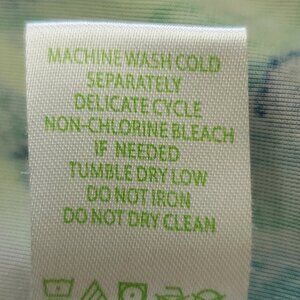 MACHINE WASH COLD
SEPARATELY
DELICATE CYCLE
NON-CHLORINE BLEACH
IF NEEDED
TUMBLE DRY LOW
DO NOT IRON
DO NOT DRY CLEAN